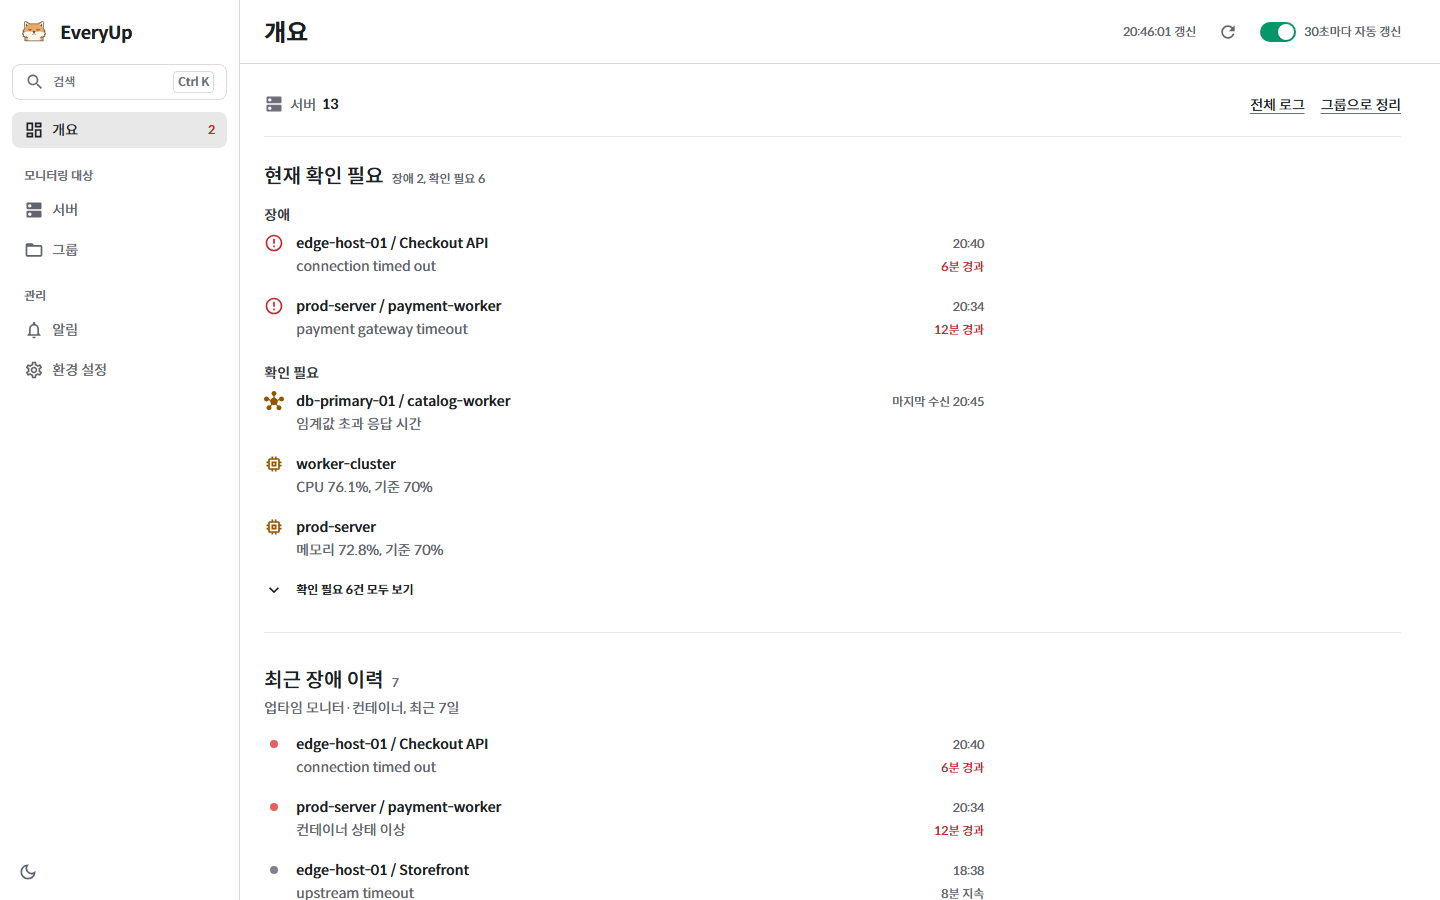 EveryUp
검색 Ctrl K
개요 2
모니터링 대상
서버
그룹
관리
알림
환경 설정
개요
20:46:01 갱신 30초마다 자동 갱신
서버 13
전체 로그 그룹으로 정리
현재 확인 필요 장애 2, 확인 필요 6
장애
edge-host-01 / Checkout API 20:40
connection timed out 6분 경과
prod-server / payment-worker 20:34
payment gateway timeout 12분 경과
확인 필요
db-primary-01 / catalog-worker 마지막 수신 20:45
임계값 초과 응답 시간
worker-cluster
CPU 76.1%, 기준 70%
prod-server
메모리 72.8%, 기준 70%
확인 필요 6건 모두 보기
최근 장애 이력 7
업타임 모니터 · 컨테이너, 최근 7일
edge-host-01 / Checkout API 20:40
connection timed out 6분 경과
prod-server / payment-worker 20:34
컨테이너 상태 이상 12분 경과
edge-host-01 / Storefront 18:38
upstream timeout 8분 지속